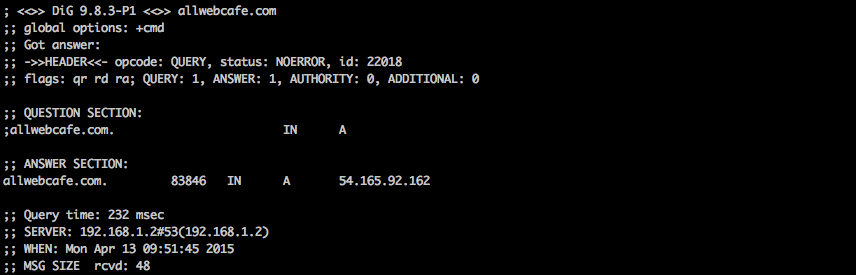 ; <<>> DiG 9.8.3-P1 <<>> allwebcafe.com
;; global options: +cmd
;; Got answer:
;; ->>HEADER<<- opcode: QUERY, status: NOERROR, id: 22018
;; flags: qr rd ra; QUERY: 1, ANSWER: 1, AUTHORITY: 0, ADDITIONAL: 0
;; QUESTION SECTION:
;allwebcafe.com. IN A
;; ANSWER SECTION:
allwebcafe.com. 83846 IN A 54.165.92.162
;; Query time: 232 msec
;; SERVER: 192.168.1.2#53(192.168.1.2)
;; WHEN: Mon Apr 13 09:51:45 2015
;; MSG SIZE rcvd: 48